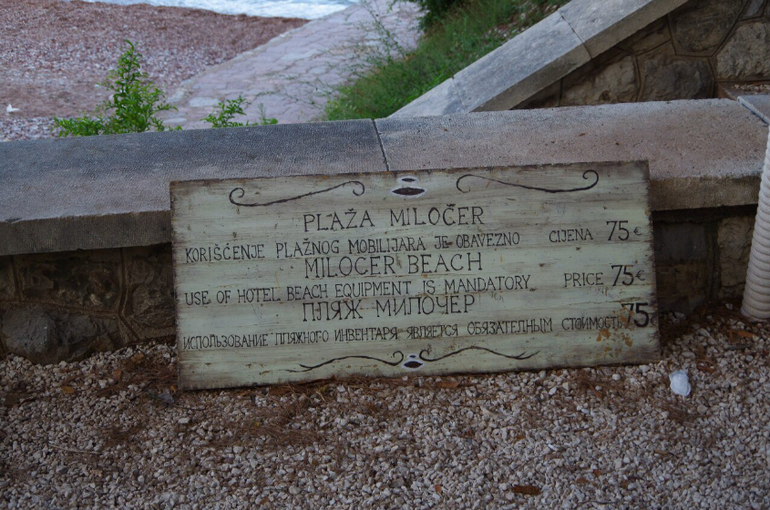 PLAŽA MILOČER
KORIŠĆENJE PLAŽNOG MOBILIJARA JE OBAVEZNO CIJENA 75€
MILOCER BEACH
USE OF HOTEL BEACH EQUIPMENT IS MANDATORY PRICE 75€
ПЛЯЖ МИЛОЧЕР
ИСПОЛЬЗОВАНИЕ ПЛЯЖНОГО ИНВЕНТАРЯ ЯВЛЯЕТСЯ ОБЯЗАТЕЛЬНЫМ СТОИМОСТЬ 75€